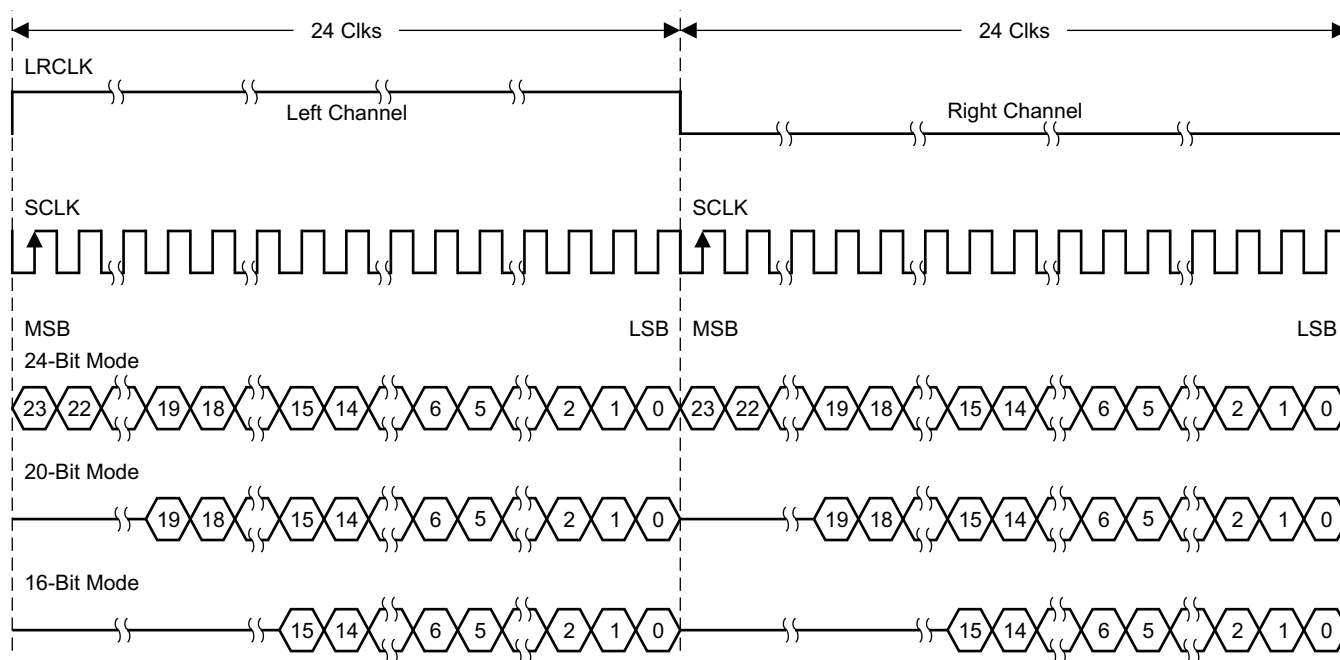 24 Clks 24 Clks
LRCLK
Left Channel Right Channel
SCLK SCLK
MSB LSB MSB LSB
24-Bit Mode
23 22 19 18 15 14 6 5 2 1 0 23 22 19 18 15 14 6 5 2 1 0
20-Bit Mode
19 18 15 14 6 5 2 1 0 19 18 15 14 6 5 2 1 0
16-Bit Mode
15 14 6 5 2 1 0 15 14 6 5 2 1 0